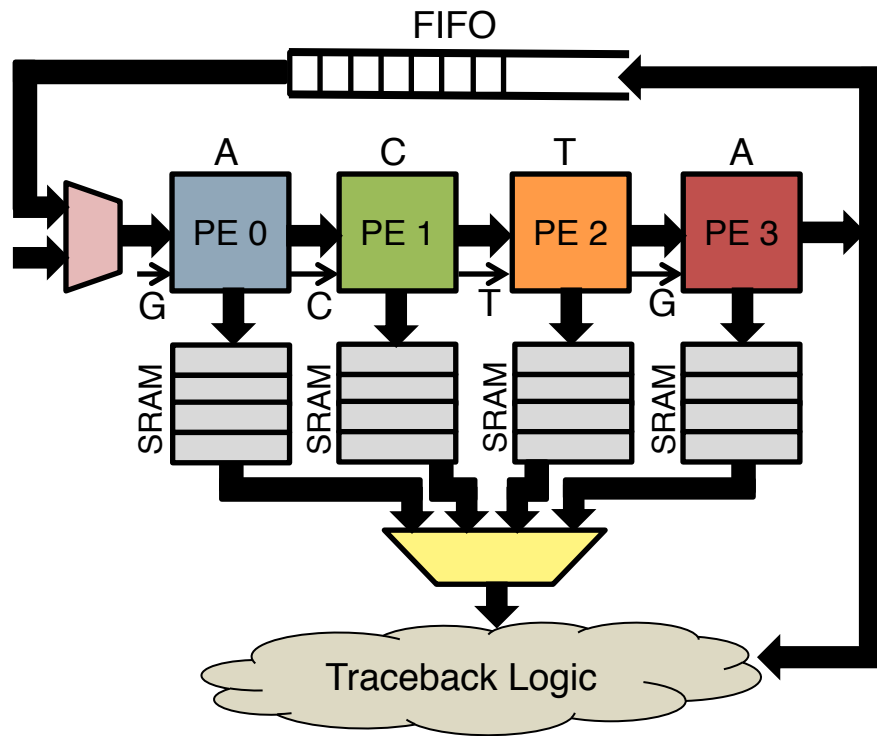 FIFO
A
C
T
A
PE 0
PE 1
PE 2
PE 3
G
C
T
G
SRAM
SRAM
SRAM
SRAM
Traceback Logic